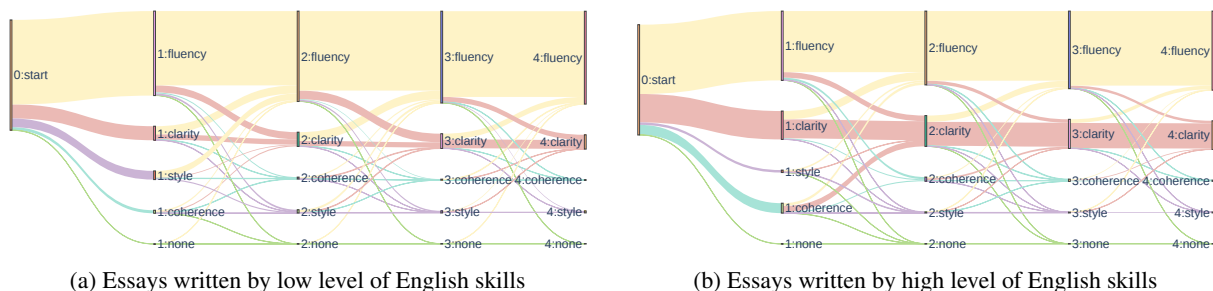 0:start
1:fluency
1:clarity
1:style
1:coherence
1:none
2:fluency
2:clarity
2:coherence
2:style
2:none
3:fluency
3:clarity
3:coherence
3:style
3:none
4:fluency
4:clarity
4:coherence
4:style
4:none
(a) Essays written by low level of English skills
0:start
1:fluency
1:clarity
1:style
1:coherence
1:none
2:fluency
2:clarity
2:coherence
2:style
2:none
3:fluency
3:clarity
3:coherence
3:style
3:none
4:fluency
4:clarity
4:coherence
4:style
4:none
(b) Essays written by high level of English skills